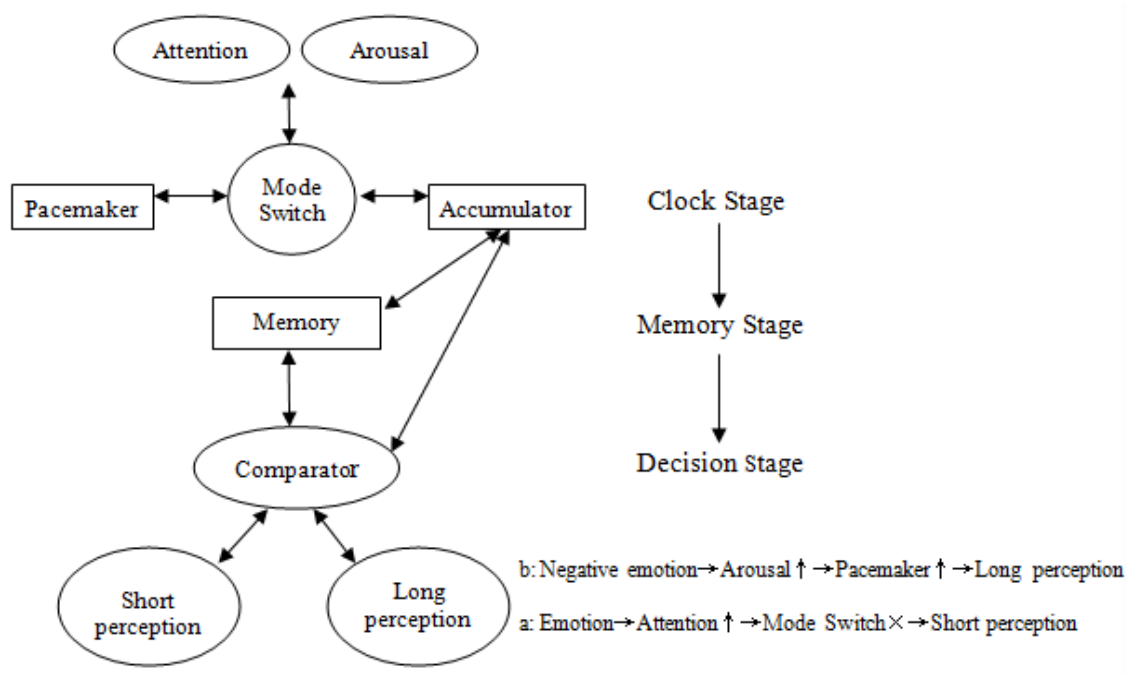 Attention
Arousal
Pacemaker
Mode
Switch
Accumulator
Clock Stage
Memory
Memory Stage
Comparator
Decision Stage
Short
perception
Long
perception
b: Negative emotion→Arousal↑→Pacemaker↑→Long perception
a: Emotion→Attention↑→Mode Switch×→Short perception